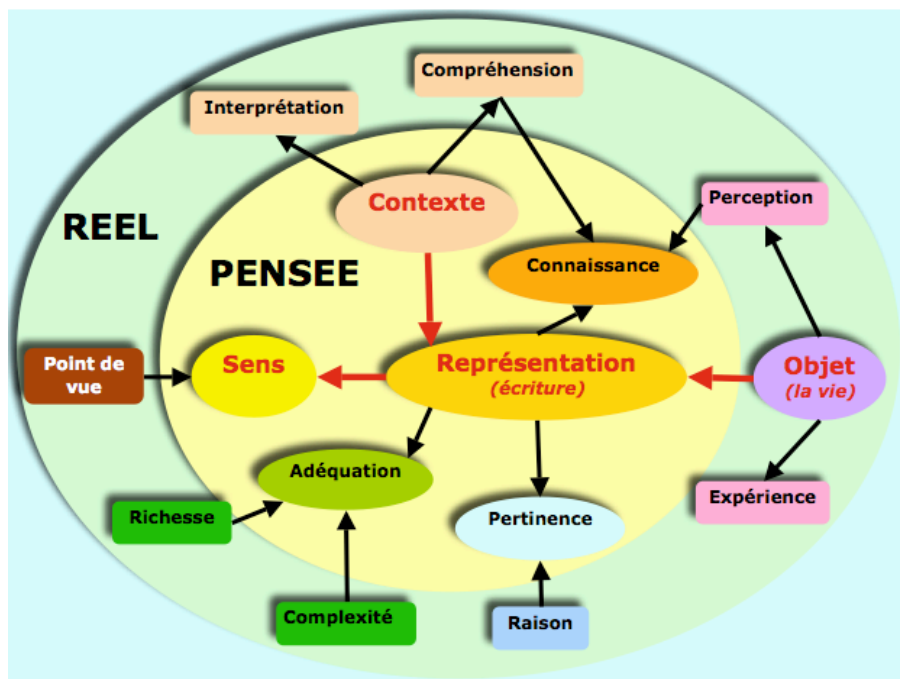 Compréhension
Interprétation
Contexte
Perception
REEL
PENSEE
Connaissance
Point de
vue
Sens
Représentation
(écriture)
Objet
(la vie)
Adéquation
Richesse
Pertinence
Expérience
Complexité
Raison